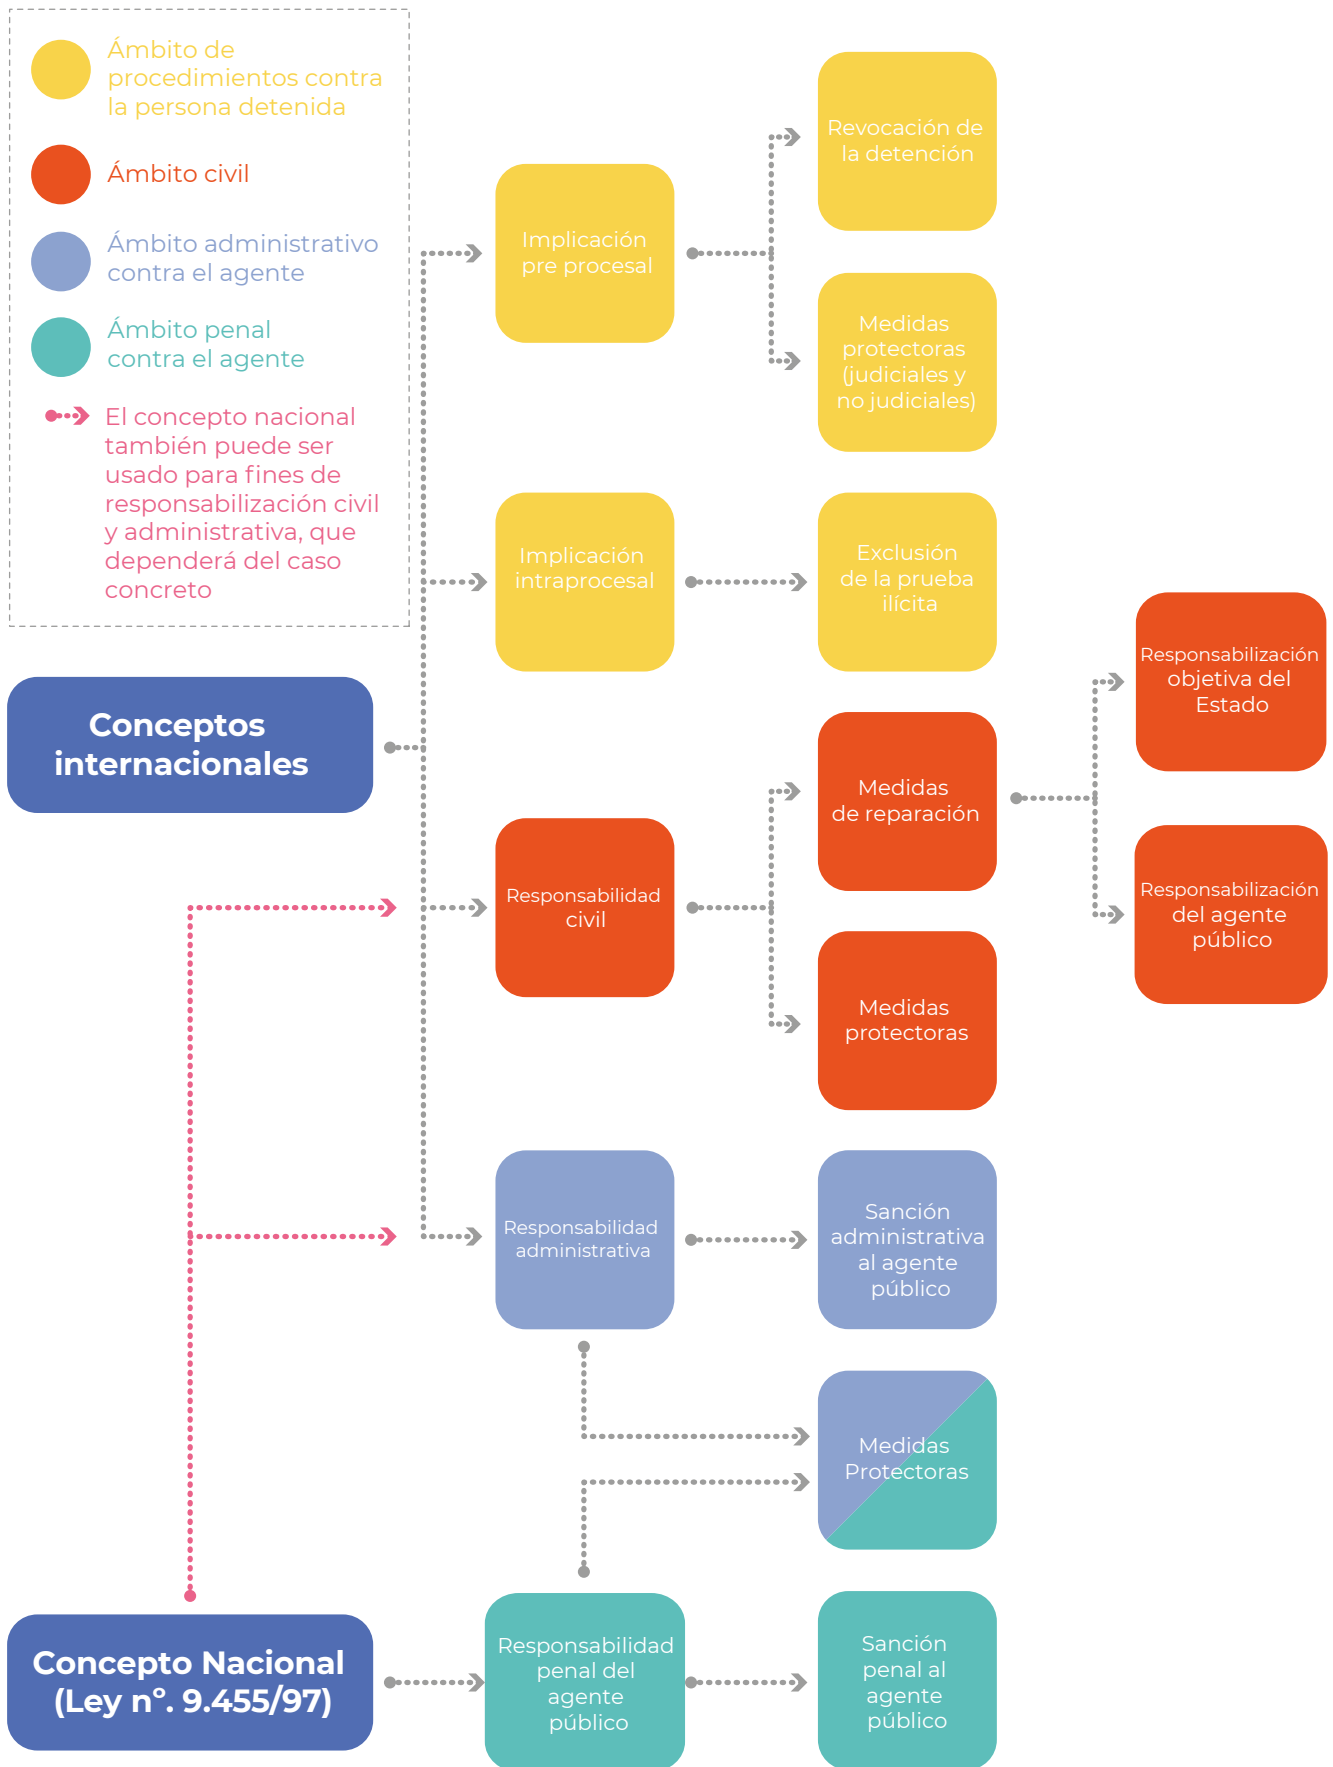 Ámbito de
procedimientos contra
la persona detenida
Ámbito civil
Ámbito administrativo
contra el agente
Ámbito penal
contra el agente
El concepto nacional
también puede ser
usado para fines de
responsabilización civil
y administrativa, que
dependerá del caso
concreto
Conceptos
internacionales
Implicación
pre procesal
Revocación de
la detención
Medidas
protectoras
(judiciales y
no judiciales)
Implicación
intraprocesal
Exclusión
de la prueba
ilícita
Responsabilidad
civil
Medidas
de reparación
Responsabilización
objetiva del
Estado
Responsabilización
del agente
público
Medidas
protectoras
Responsabilidad
administrativa
Sanción
administrativa
al agente
público
Medidas
Protectoras
Concepto Nacional
(Ley nº. 9.455/97)
Responsabilidad
penal del
agente
público
Sanción
penal al
agente
público